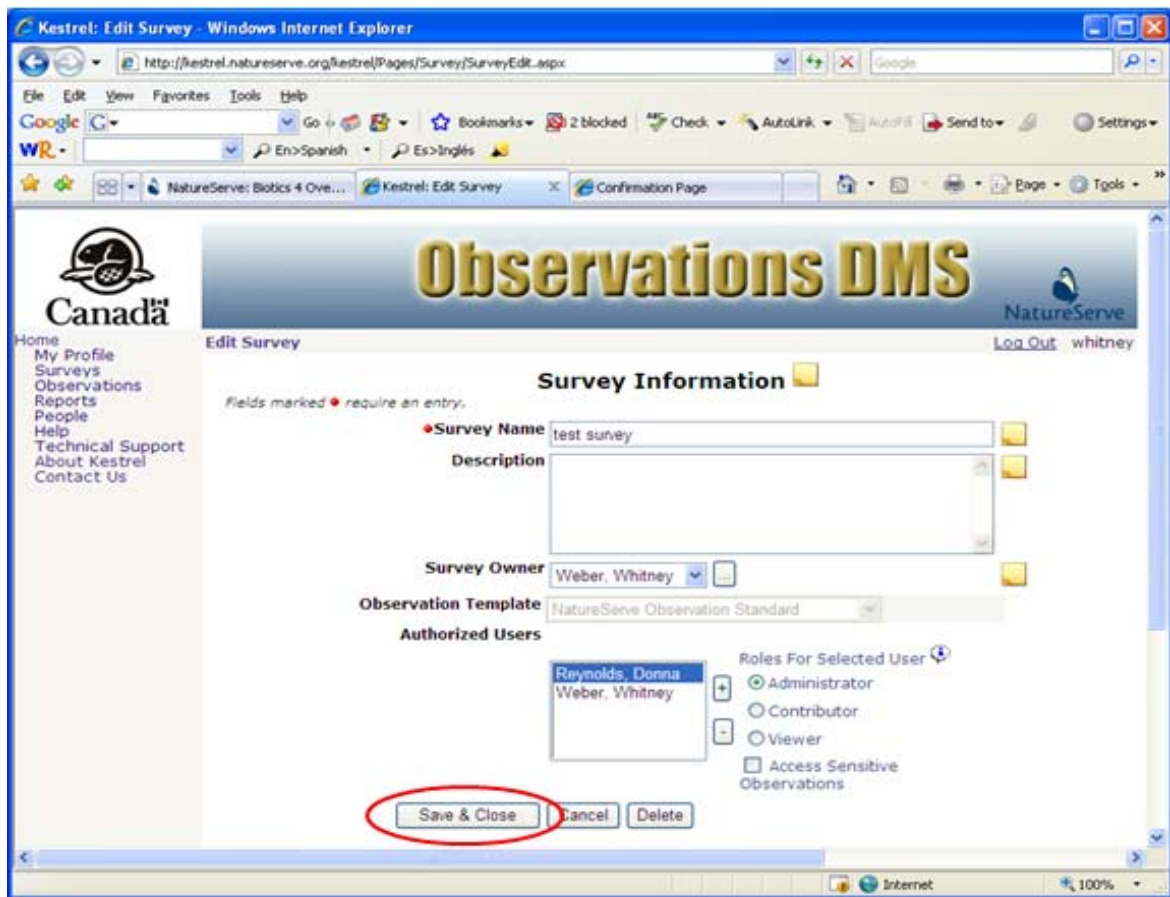 Kestrel: Edit Survey - Windows Internet Explorer
http://kestrel.natureserve.org/kestrel/Pages/Survey/SurveyEdit.aspx
Google
File Edit View Favorites Tools Help
Google G Go Bookmarks 2 blocked Check AutoLink AutoFill Send to Settings
WR En>Spanish Es>Inglés
NatureServe: Biotics 4 Ove... Kestrel: Edit Survey Confirmation Page Page Tools
Observations DMS
Canada
NatureServe
Home
My Profile
Surveys
Observations
Reports
People
Help
Technical Support
About Kestrel
Contact Us
Edit Survey Log Out whitney
Survey Information
Fields marked require an entry.
Survey Name test survey
Description
Survey Owner Weber, Whitney ...
Observation Template NatureServe Observation Standard
Authorized Users
Reynolds, Donna
Weber, Whitney
+
-
Roles For Selected User
Administrator
Contributor
Viewer
Access Sensitive
Observations
Save & Close Cancel Delete
Internet 100%